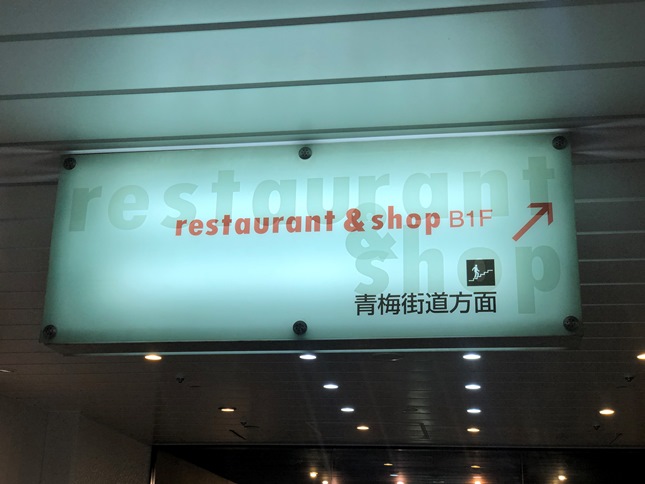 restaurant
restaurant & shop B1F
&
shop
青梅街道方面